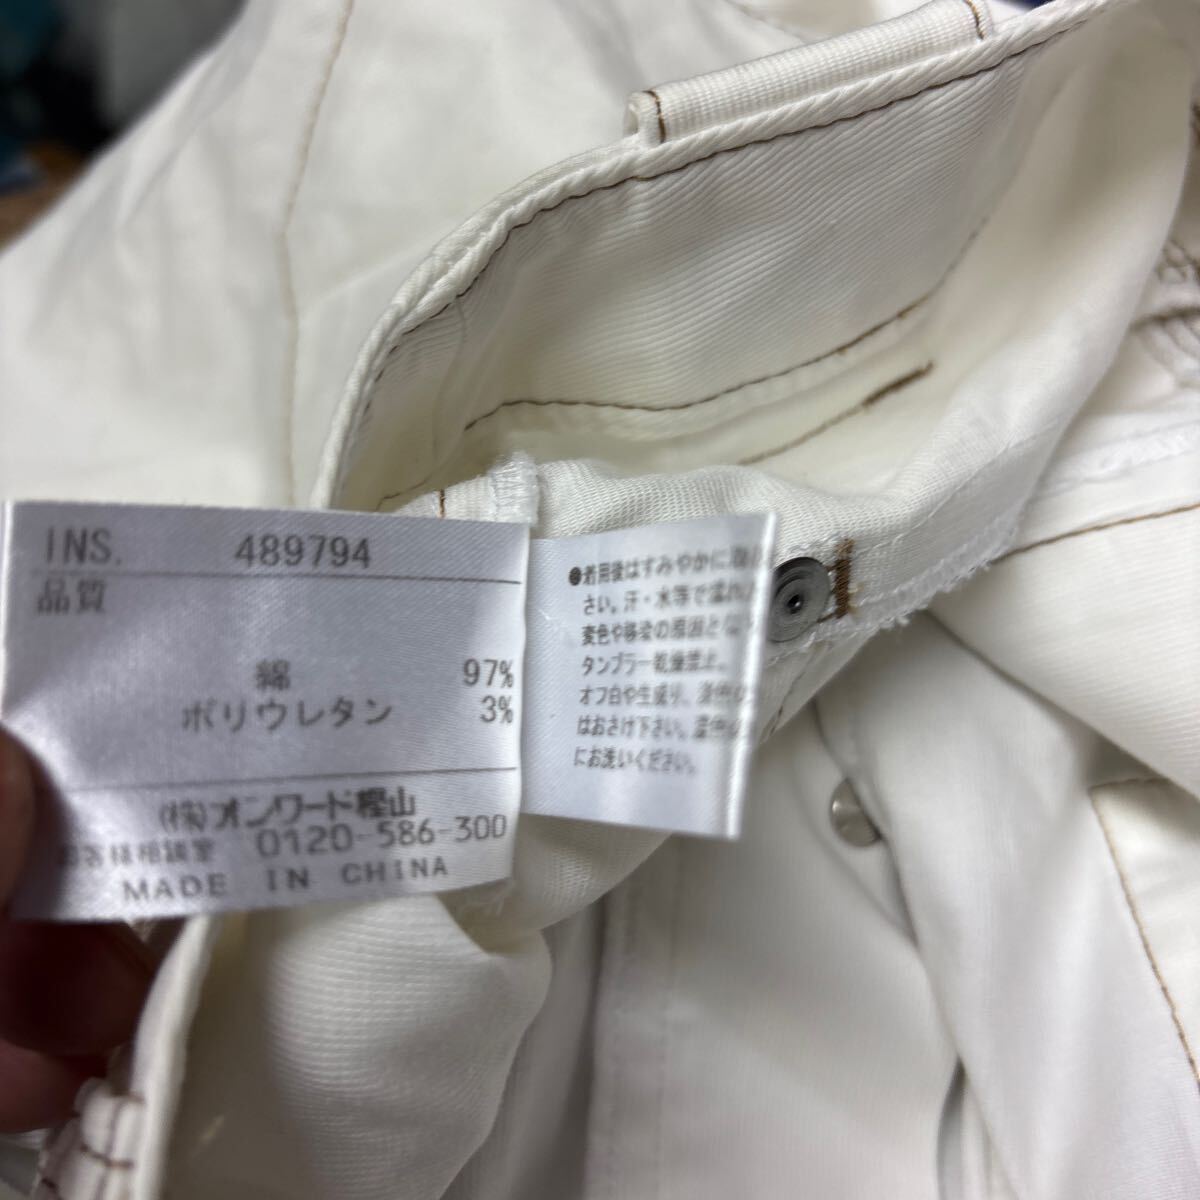 INS. 489794
品質
綿 97%
ポリウレタン 3%
(株)オンワード樫山
お客様相談室 0120-586-300
MADE IN CHINA
●着用後はすみやかに
さい。汗・水等で濡れ
変色や移染の原因とな
タンブラー乾燥禁止。
オフ白や生成り、淡色
はおさけ下さい。濃色
にお洗いください。